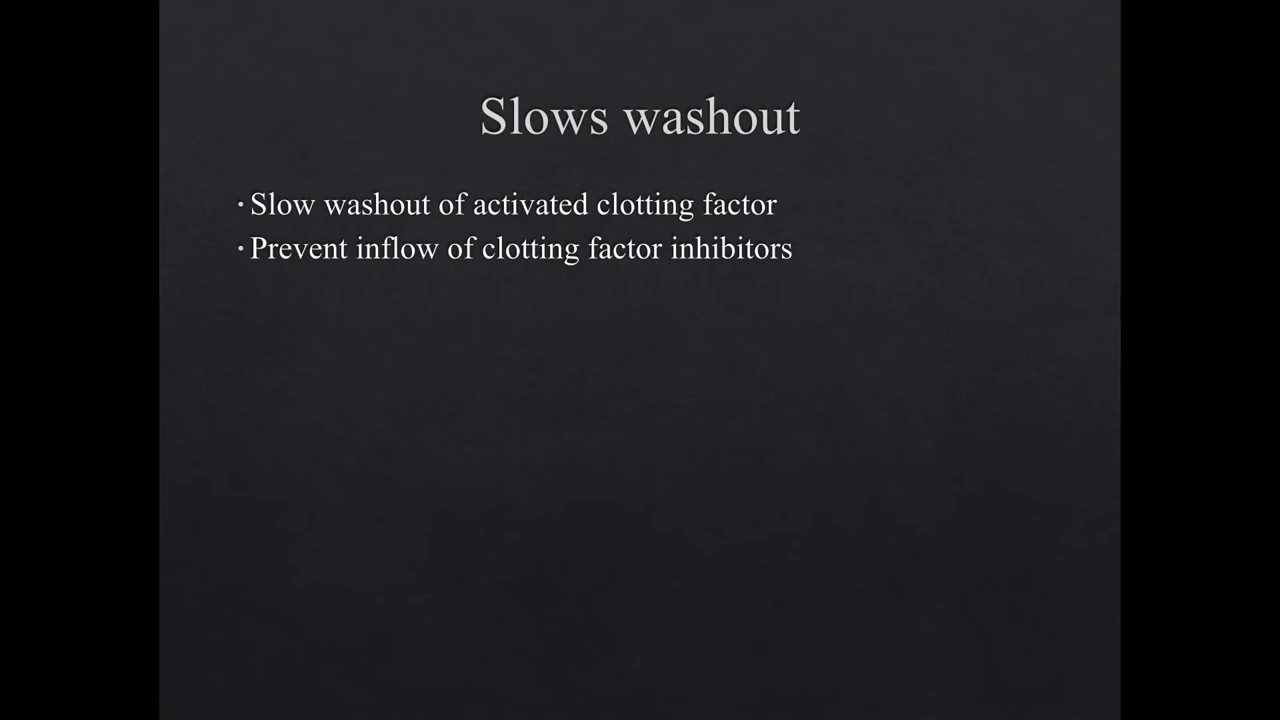 Slows washout
• Slow washout of activated clotting factor
• Prevent inflow of clotting factor inhibitors